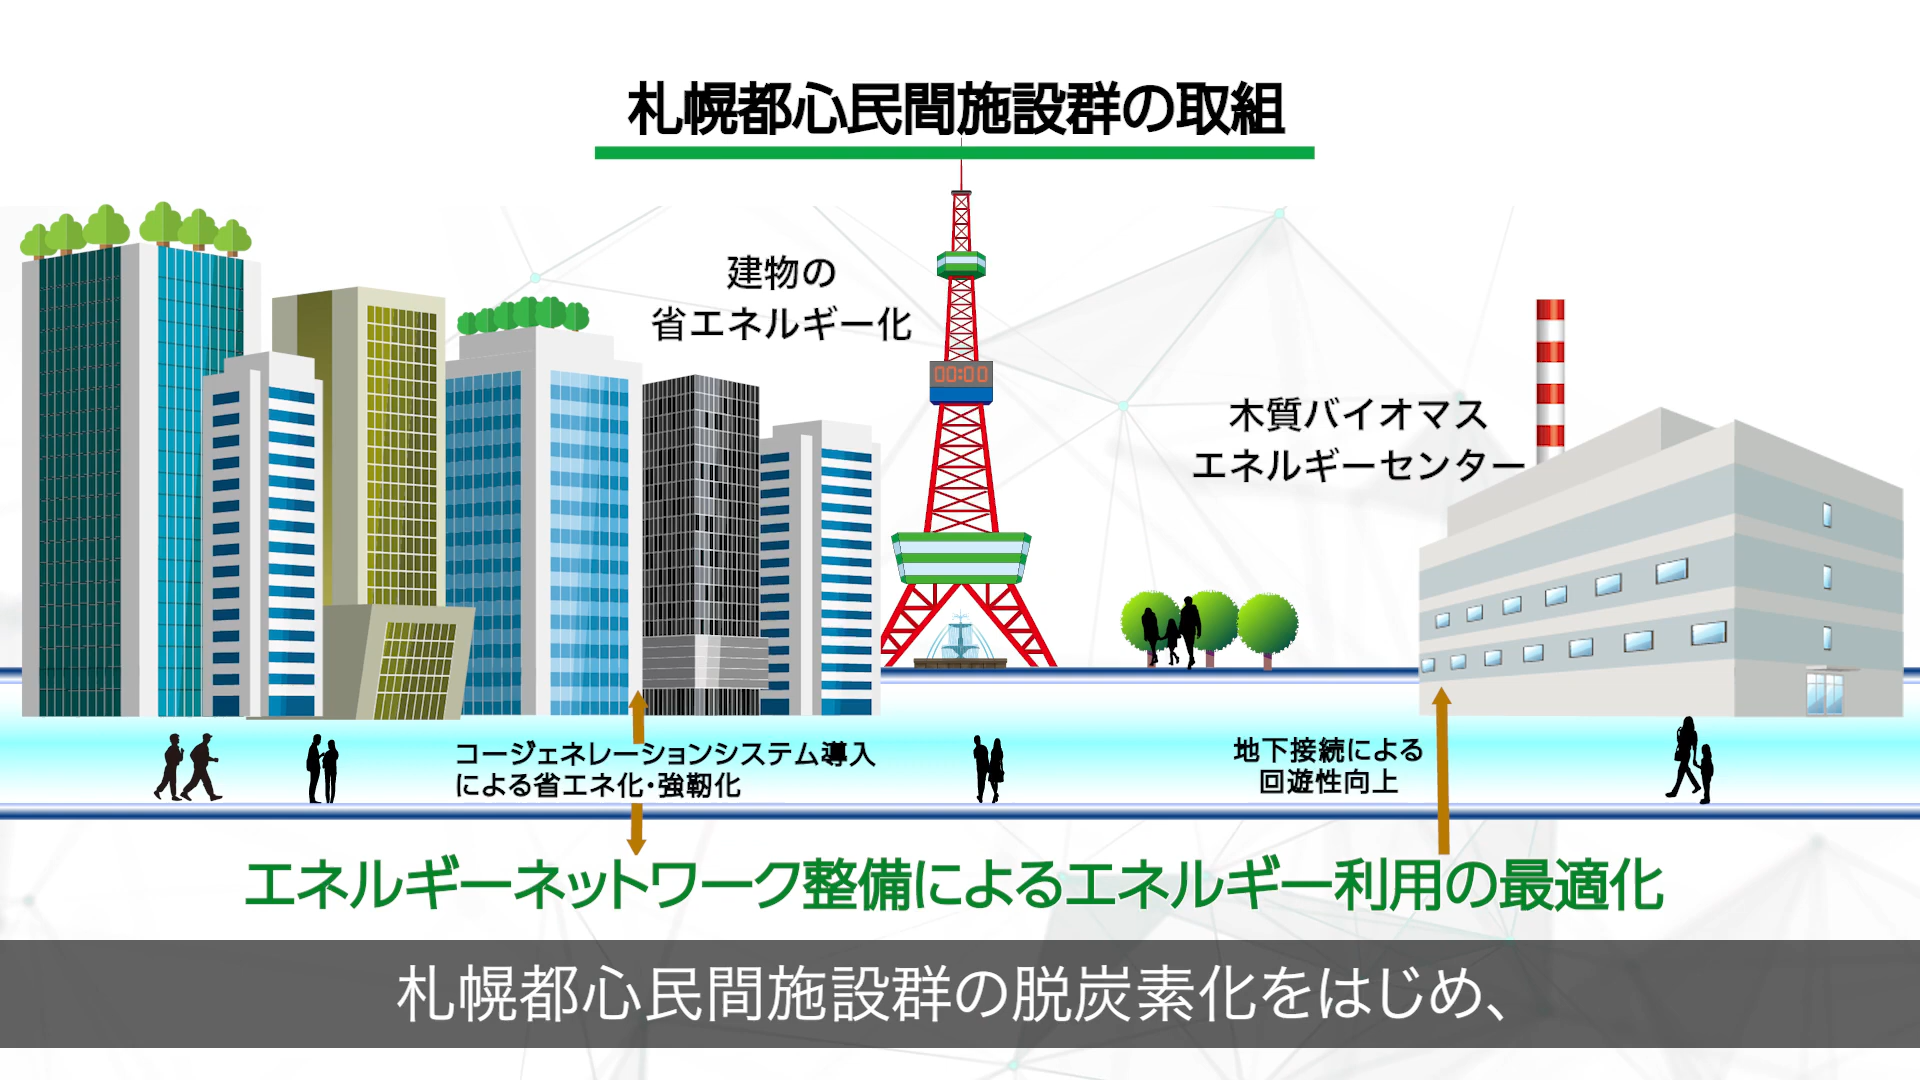 札幌都心民間施設群の取組
建物の
省エネルギー化
00:00
木質バイオマス
エネルギーセンター
コージェネレーションシステム導入
による省エネ化・強靭化
地下接続による
回遊性向上
エネルギーネットワーク整備によるエネルギー利用の最適化
札幌都心民間施設群の脱炭素化をはじめ、